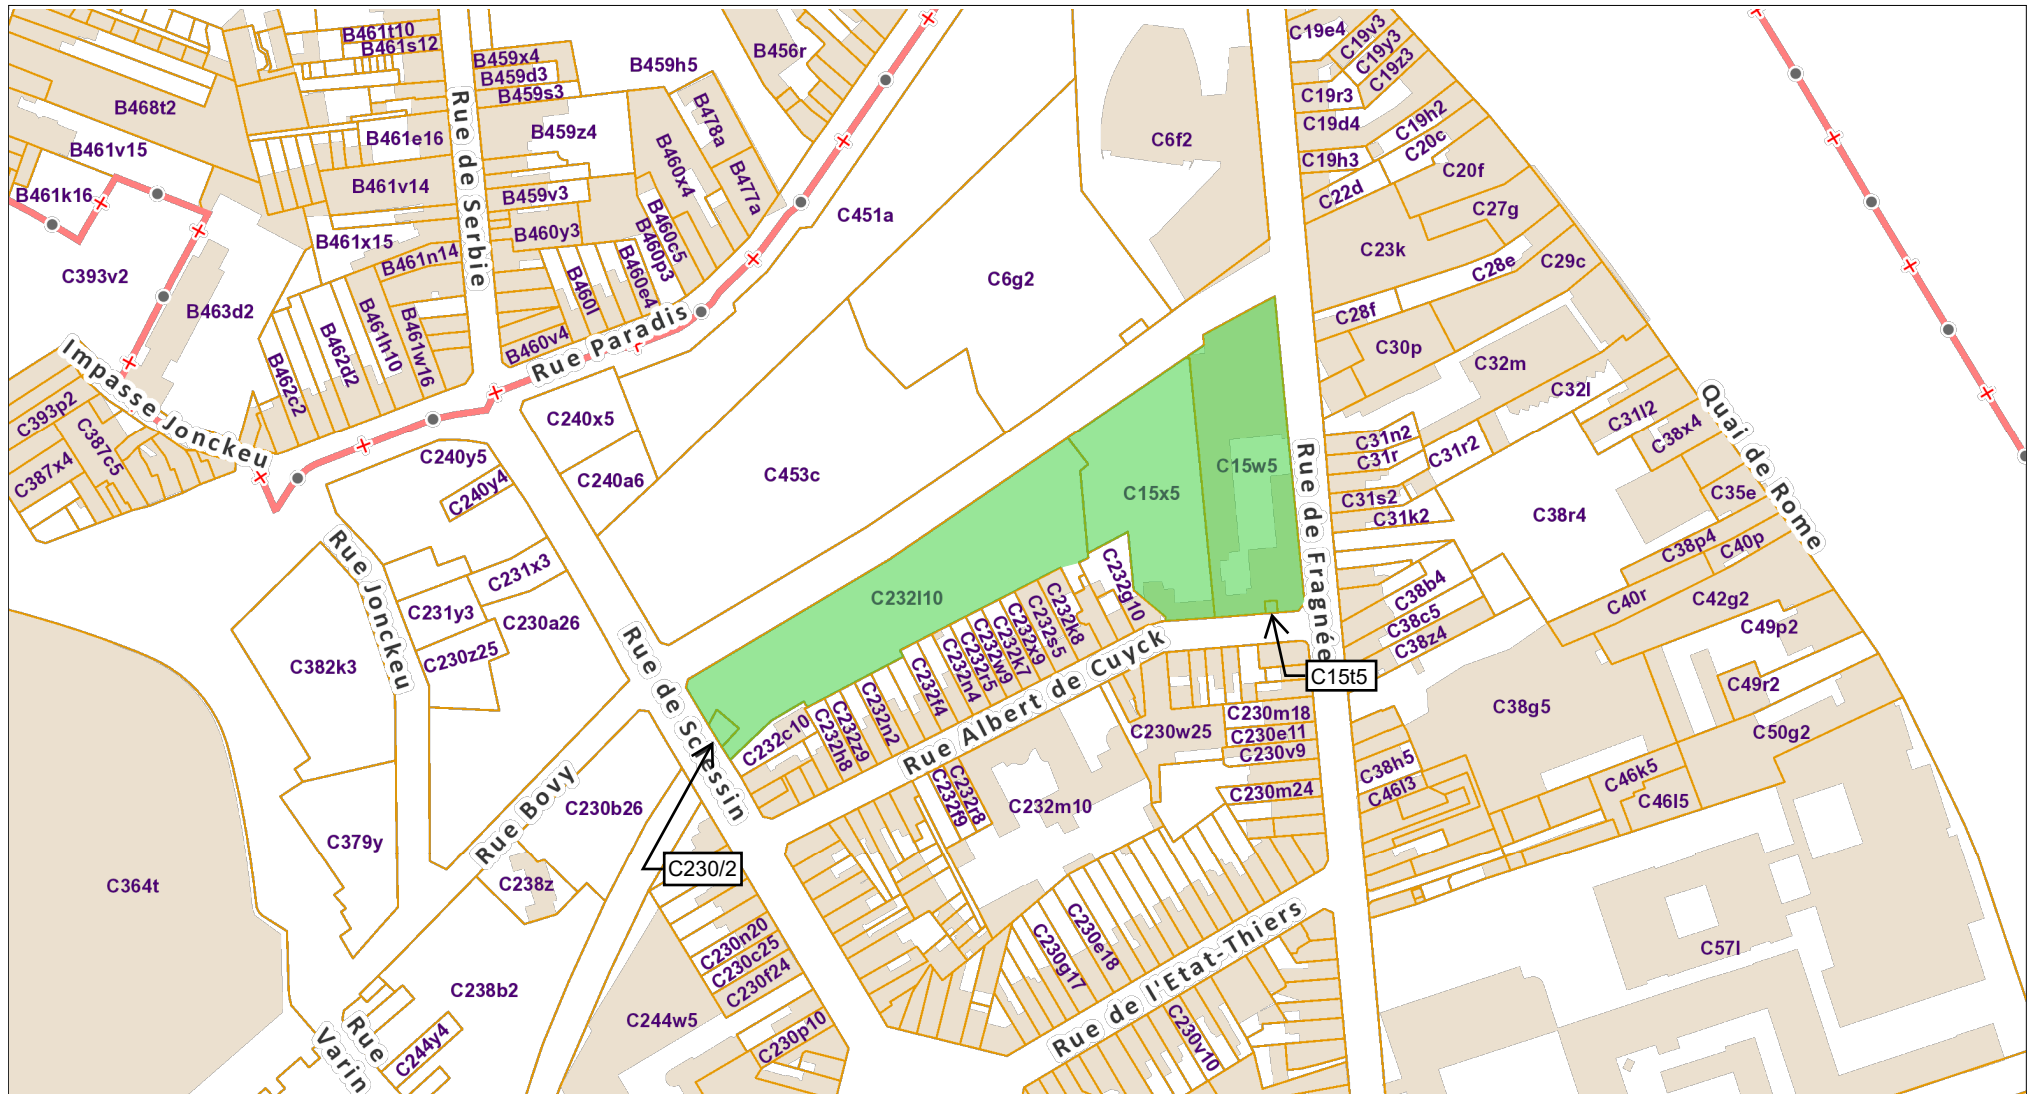 B461t10
B461s12
B459x4
B459d3
B459s3
B459h5
B456r
C19e4
C19v3
C19y3
C19z3
C19r3
C19d4
C19h2
C20c
C19h3
C22d
C20f
C27g
C23k
C28e
C29c
C28f
C30p
C32m
C32l
C6f2
B468t2
B461v15
B461k16
B461e16
B461v14
B459z4
B459v3
B478a
B477a
B460x4
B460c5
B460p3
B460y3
B461x15
B461n14
C393v2
B463d2
B460l
B460e4
B460v4
C451a
C6g2
B462c2
B462d2
B461h10
B461w16
Rue de Serbie
Rue Paradis
Impasse Jonckeu
C393p2
C387c5
C387x4
C240x5
C240a6
C240y5
C240y4
C453c
C15w5
C15x5
C31n2
C31r
C31r2
C31s2
C31k2
C31l2
C38x4
C35e
C38r4
C38p4
C40p
C40r
C42g2
C49p2
C49r2
C50g2
Quai de Rome
Rue de Fragnée
C38b4
C38c5
C38z4
C38g5
C38h5
C46l3
C46k5
C46l5
C57l
Rue Jonckeu
C231x3
C231y3
C230a26
C230z25
C382k3
C379y
C364t
C232l10
C232g10
C232k8
C232s5
C232x9
C232k7
C232w9
C232r5
C232n4
C232f4
C232n2
C232z9
C232h8
C232c10
C15t5
Rue Albert de Cuyck
Rue de Sclessin
C230/2
Rue Bovy
C230b26
C238z
C232r8
C232f9
C232m10
C230w25
C230m18
C230e11
C230v9
C230m24
C230n20
C230c25
C230f24
C230p10
C244w5
C238b2
C244y4
Rue
Varin
C230g17
C230e18
C230v10
Rue de l'Etat-Thiers